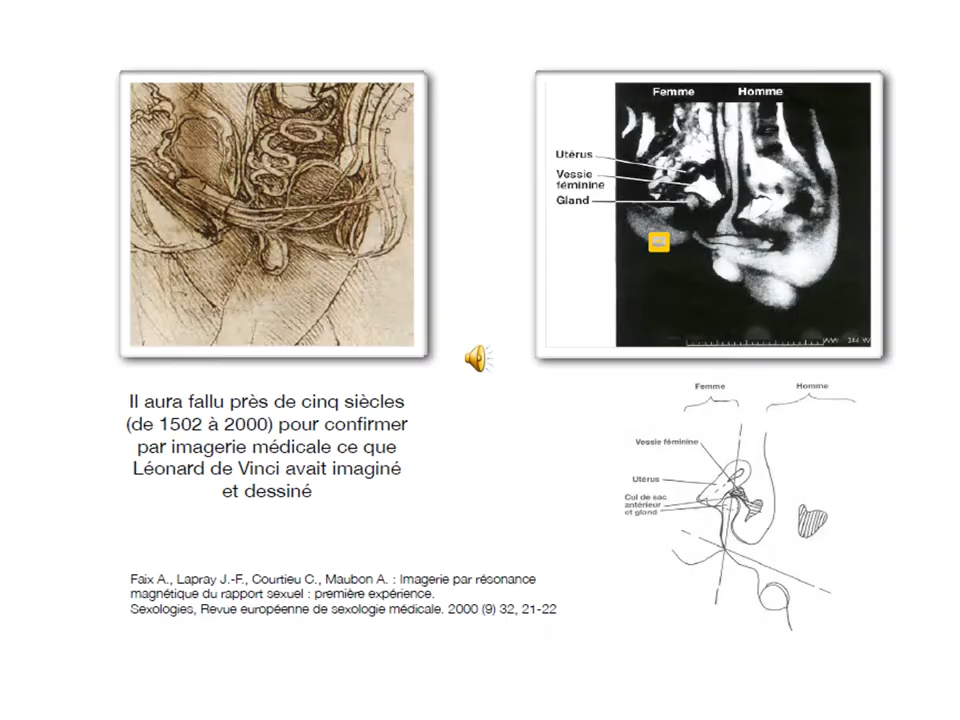 Femme Homme
Utérus
Vessie
féminine
Gland
Il aura fallu près de cinq siècles
(de 1502 à 2000) pour confirmer
par imagerie médicale ce que
Léonard de Vinci avait imaginé
et dessiné
Femme Homme
Vessie féminine
Utérus
Cul de sac
antérieur
et gland
Faix A., Lapray J.-F., Courtieu C., Maubon A. : Imagerie par résonance
magnétique du rapport sexuel : première expérience.
Sexologies, Revue européenne de sexologie médicale. 2000 (9) 32, 21-22